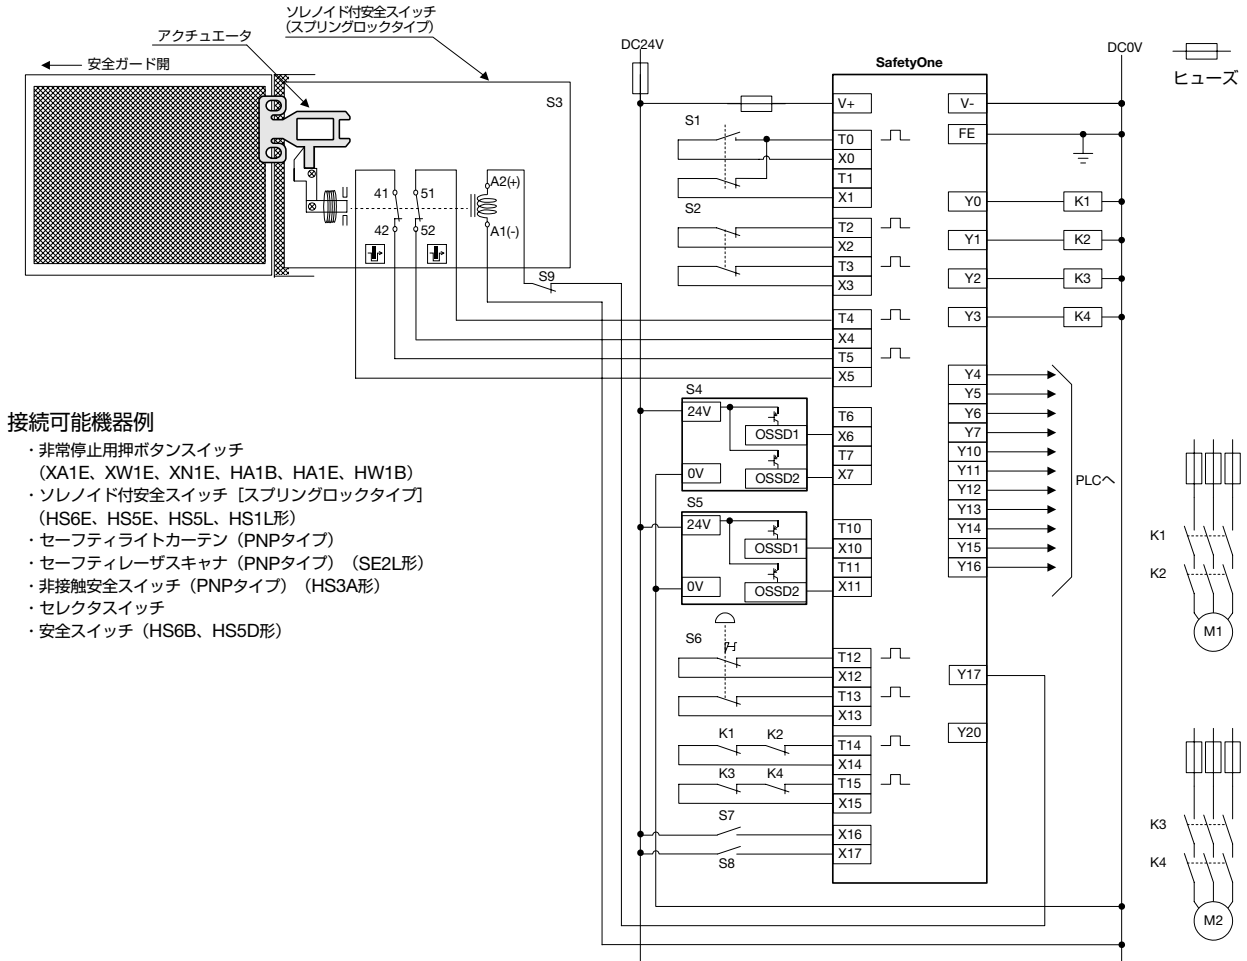 ソレノイド付安全スイッチ
（スプリングロックタイプ）
アクチュエータ
安全ガード開
S3
41
51
42
52
A2(+)
A1(-)
S9
DC24V
DC0V
ヒューズ
SafetyOne
V+
V-
FE
S1
T0
X0
T1
X1
S2
T2
X2
T3
X3
T4
X4
T5
X5
Y0
K1
Y1
K2
Y2
K3
Y3
K4
S4
24V
OSSD1
0V
OSSD2
T6
X6
T7
X7
S5
24V
OSSD1
0V
OSSD2
T10
X10
T11
X11
Y4
Y5
Y6
Y7
Y10
Y11
Y12
Y13
Y14
Y15
Y16
PLCへ
S6
T12
X12
T13
X13
Y17
Y20
K1
K2
T14
X14
K3
K4
T15
X15
S7
X16
S8
X17
K1
K2
M1
K3
K4
M2
接続可能機器例
・非常停止用押ボタンスイッチ
（XA1E、XW1E、XN1E、HA1B、HA1E、HW1B）
・ソレノイド付安全スイッチ［スプリングロックタイプ］
（HS6E、HS5E、HS5L、HS1L形）
・セーフティライトカーテン（PNPタイプ）
・セーフティレーザスキャナ（PNPタイプ）（SE2L形）
・非接触安全スイッチ（PNPタイプ）（HS3A形）
・セレクタスイッチ
・安全スイッチ（HS6B、HS5D形）